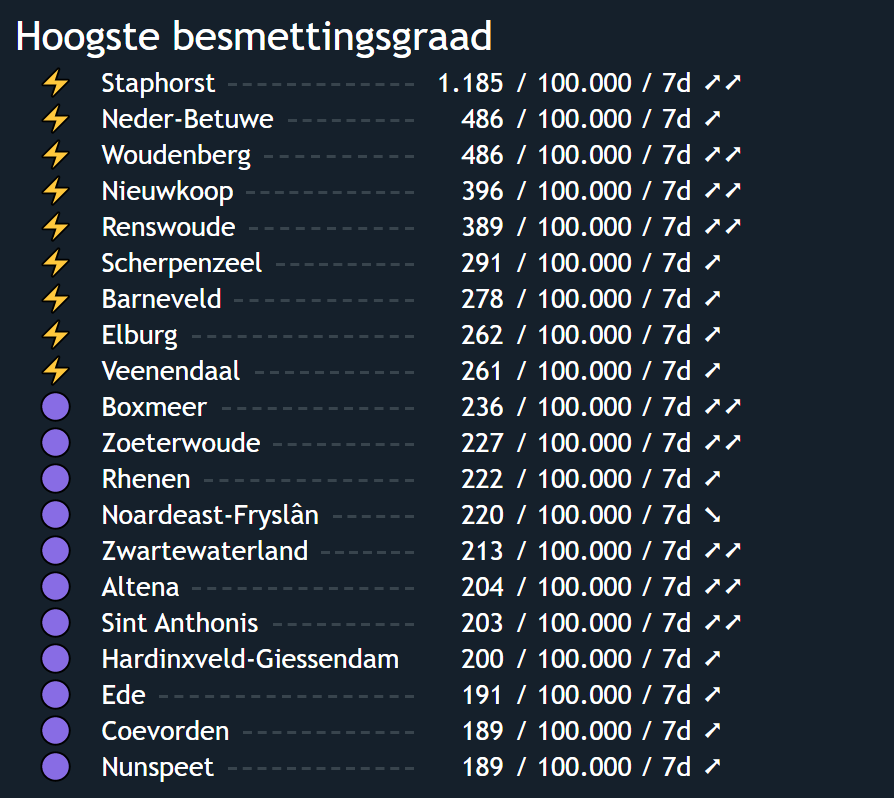 Hoogste besmettingsgraad
⚡ Staphorst 1.185 / 100.000 / 7d ➚➚
⚡ Neder-Betuwe 486 / 100.000 / 7d ➚
⚡ Woudenberg 486 / 100.000 / 7d ➚➚
⚡ Nieuwkoop 396 / 100.000 / 7d ➚➚
⚡ Renswoude 389 / 100.000 / 7d ➚➚
⚡ Scherpenzeel 291 / 100.000 / 7d ➚
⚡ Barneveld 278 / 100.000 / 7d ➚
⚡ Elburg 262 / 100.000 / 7d ➚
⚡ Veenendaal 261 / 100.000 / 7d ➚
🟣 Boxmeer 236 / 100.000 / 7d ➚➚
🟣 Zoeterwoude 227 / 100.000 / 7d ➚➚
🟣 Rhenen 222 / 100.000 / 7d ➚
🟣 Noardeast-Fryslân 220 / 100.000 / 7d ➘
🟣 Zwartewaterland 213 / 100.000 / 7d ➚➚
🟣 Altena 204 / 100.000 / 7d ➚➚
🟣 Sint Anthonis 203 / 100.000 / 7d ➚➚
🟣 Hardinxveld-Giessendam 200 / 100.000 / 7d ➚
🟣 Ede 191 / 100.000 / 7d ➚
🟣 Coevorden 189 / 100.000 / 7d ➚
🟣 Nunspeet 189 / 100.000 / 7d ➚